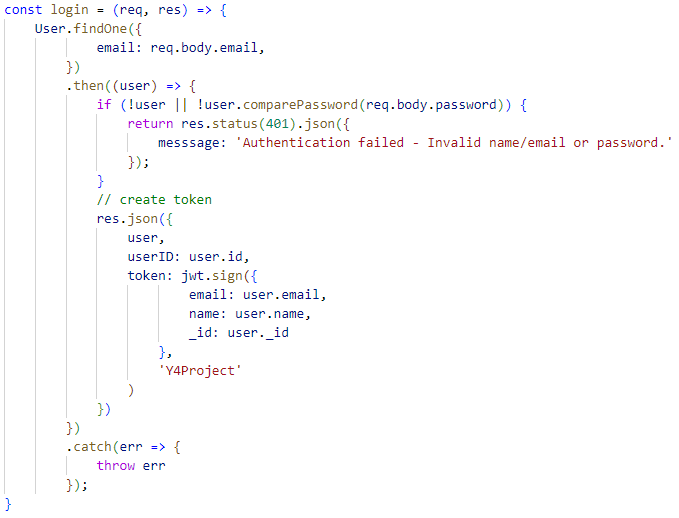 const login = (req, res) => {
    User.findOne({
            email: req.body.email,
        })
        .then((user) => {
            if (!user || !user.comparePassword(req.body.password)) {
                return res.status(401).json({
                    messsage: 'Authentication failed - Invalid name/email or password.'
                });
            }
            // create token
            res.json({
                user,
                userID: user.id,
                token: jwt.sign({
                        email: user.email,
                        name: user.name,
                        _id: user._id
                    },
                    'Y4Project'
                )
            })
        })
        .catch(err => {
            throw err
        });
}